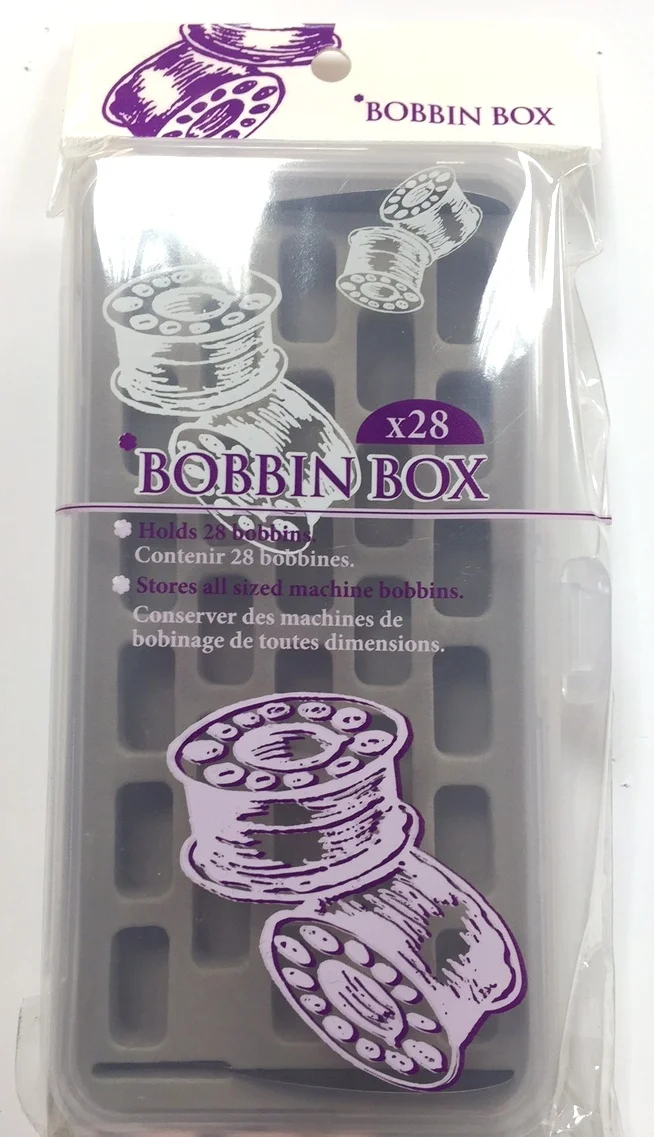 *BOBBIN BOX
x28
*BOBBIN BOX
Holds 28 bobbins.
Contenir 28 bobbines.
Stores all sized machine bobbins.
Conserver des machines de
bobinage de toutes dimensions.